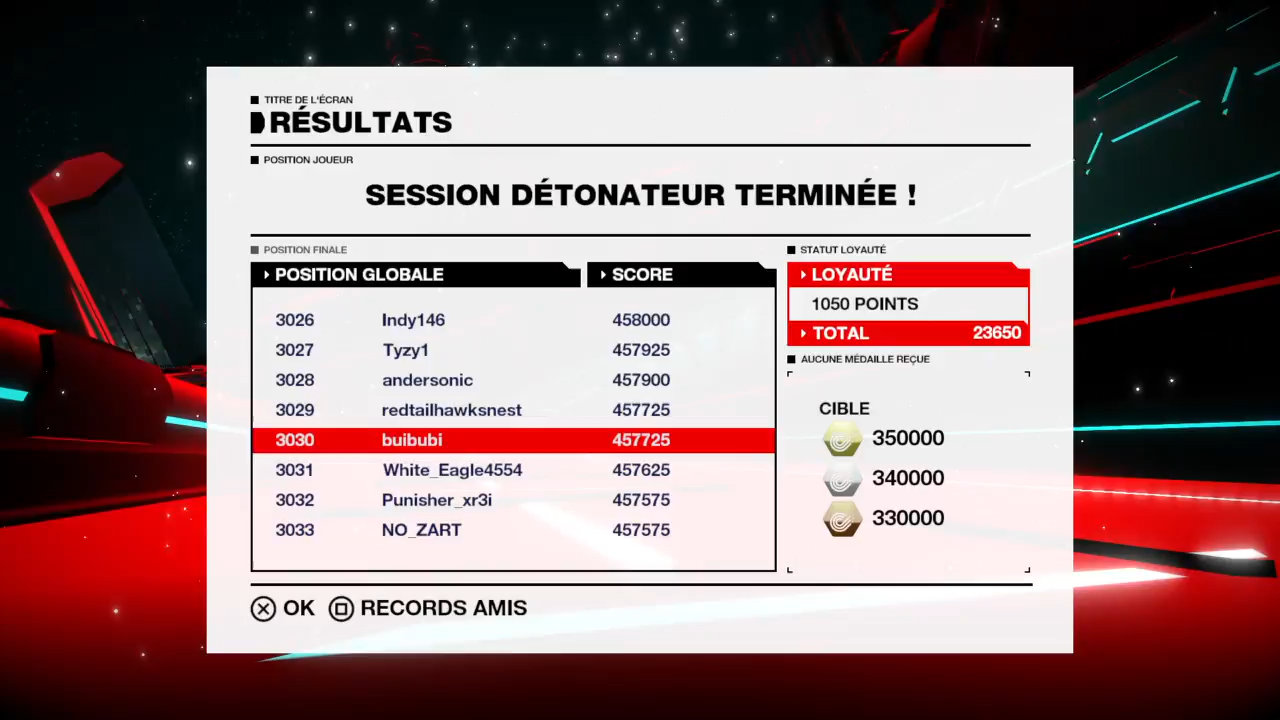 TITRE DE L'ÉCRAN
RÉSULTATS
POSITION JOUEUR
SESSION DÉTONATEUR TERMINÉE !
POSITION FINALE
POSITION GLOBALE SCORE
3026 Indy146 458000
3027 Tyzy1 457925
3028 andersonic 457900
3029 redtailhawksnest 457725
3030 buibubi 457725
3031 White_Eagle4554 457625
3032 Punisher_xr3i 457575
3033 NO_ZART 457575
STATUT LOYAUTÉ
LOYAUTÉ
1050 POINTS
TOTAL 23650
AUCUNE MÉDAILLE REÇUE
CIBLE
350000
340000
330000
OK RECORDS AMIS